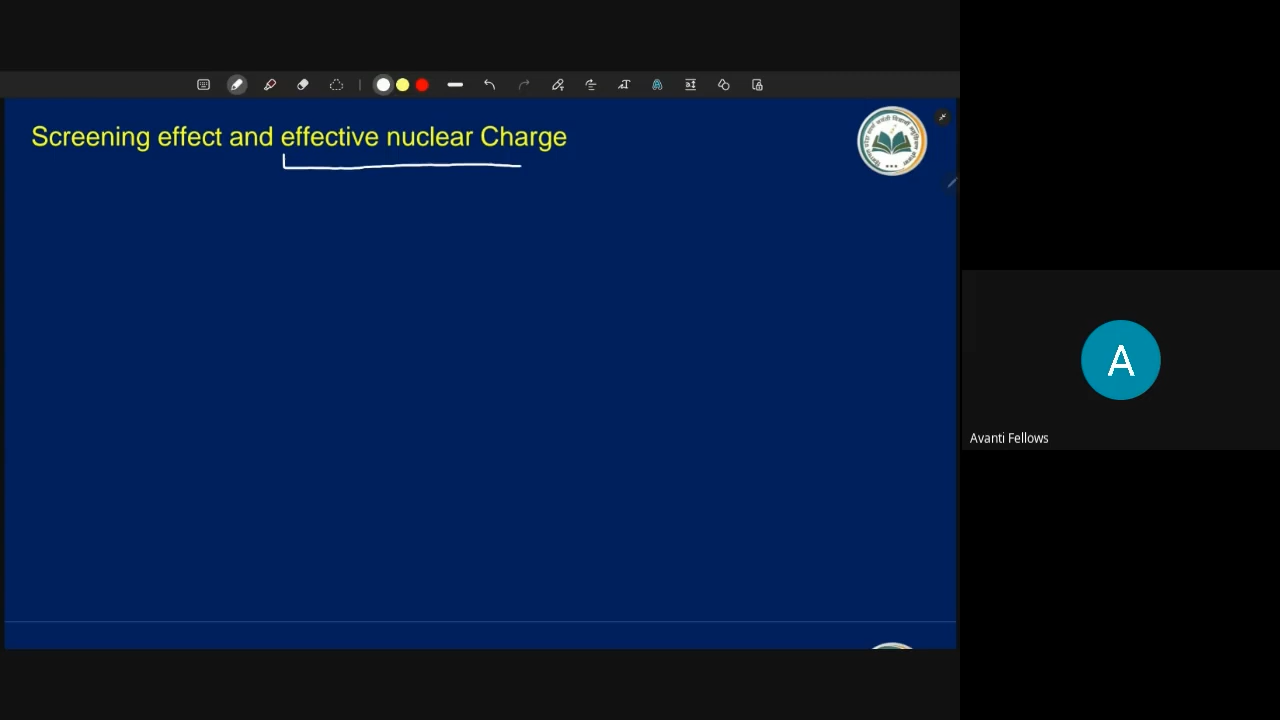 Screening effect and effective nuclear Charge
A
Avanti Fellows